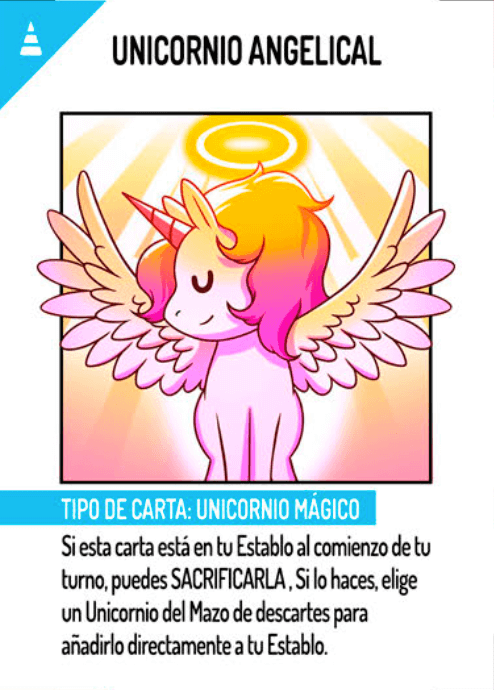 UNICORNIO ANGELICAL
TIPO DE CARTA: UNICORNIO MÁGICO
Si esta carta está en tu Establo al comienzo de tu
turno, puedes SACRIFICARLA , Si lo haces, elige
un Unicornio del Mazo de descartes para
añadirlo directamente a tu Establo.